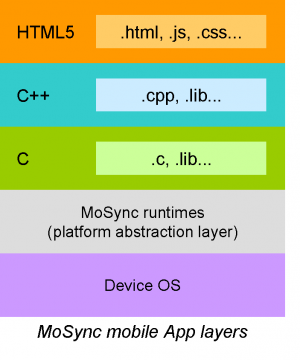 HTML5 .html, .js, .css...
C++ .cpp, .lib...
C .c, .lib...
MoSync runtimes
(platform abstraction layer)
Device OS
MoSync mobile App layers